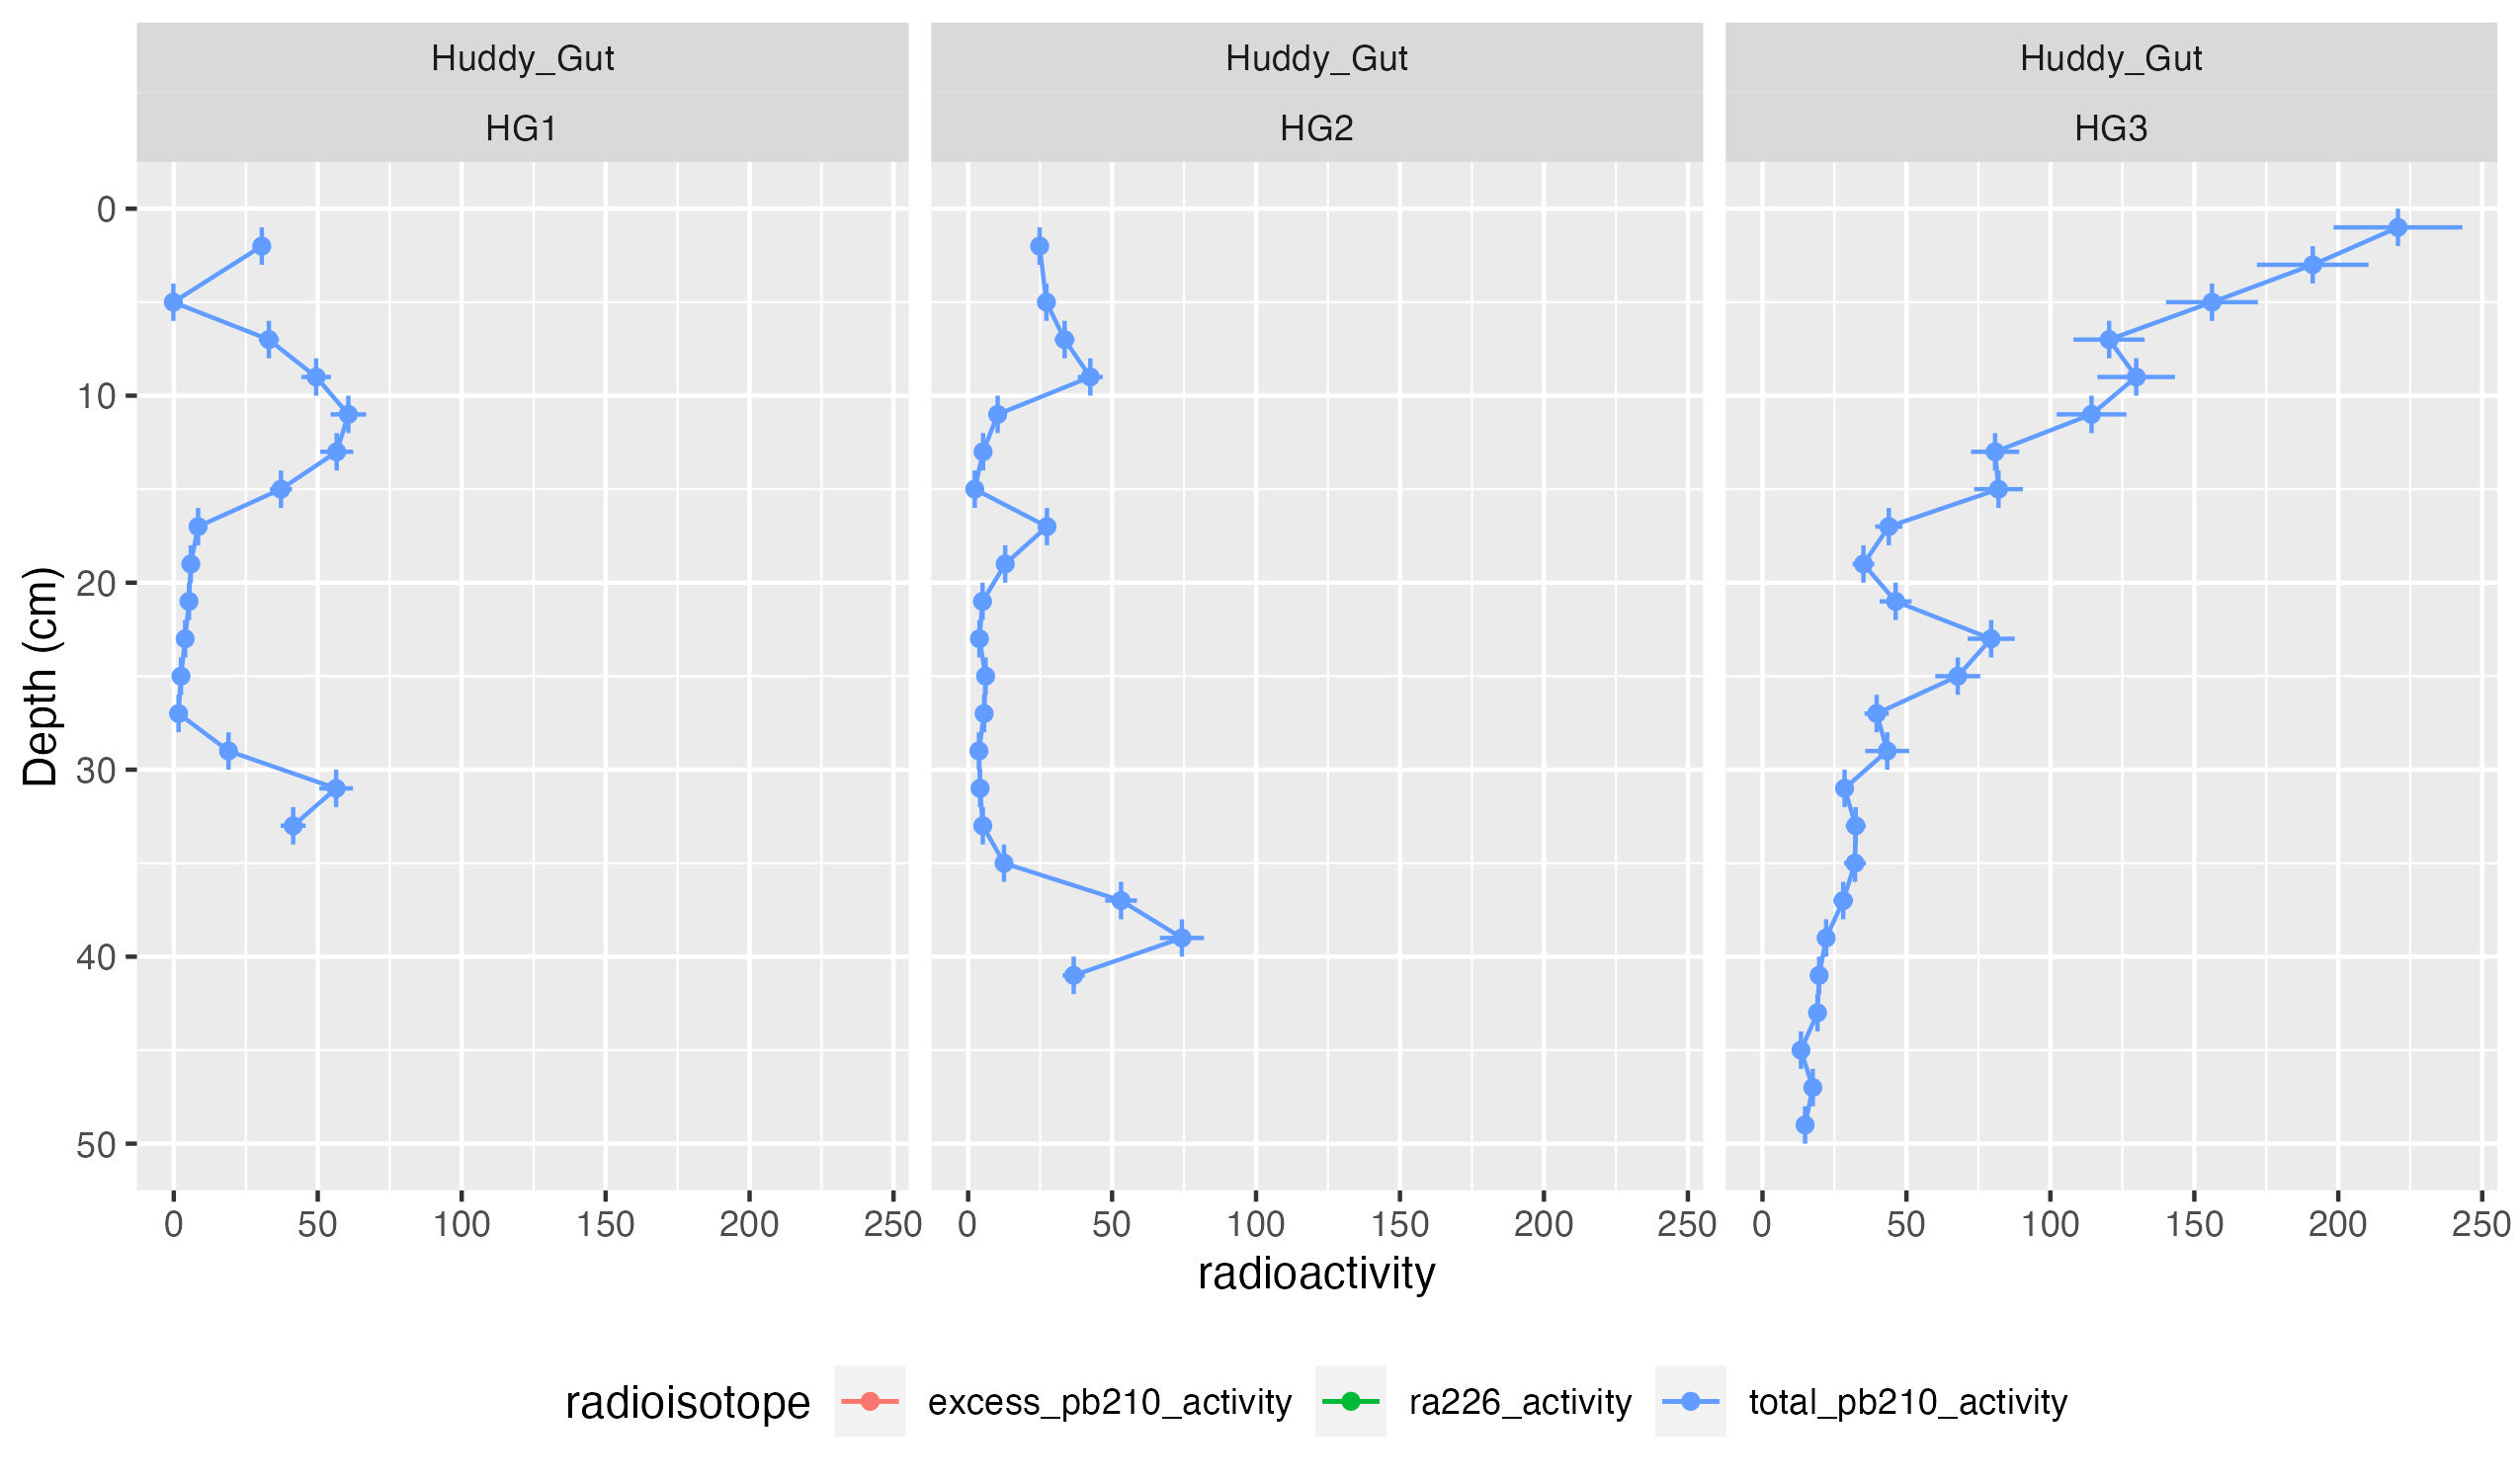 Huddy_Gut Huddy_Gut Huddy_Gut
HG1 HG2 HG3
Depth (cm)
0
10
20
30
40
50
0 50 100 150 200 250 0 50 100 150 200 250 0 50 100 150 200 250
radioactivity
radioisotope excess_pb210_activity ra226_activity total_pb210_activity